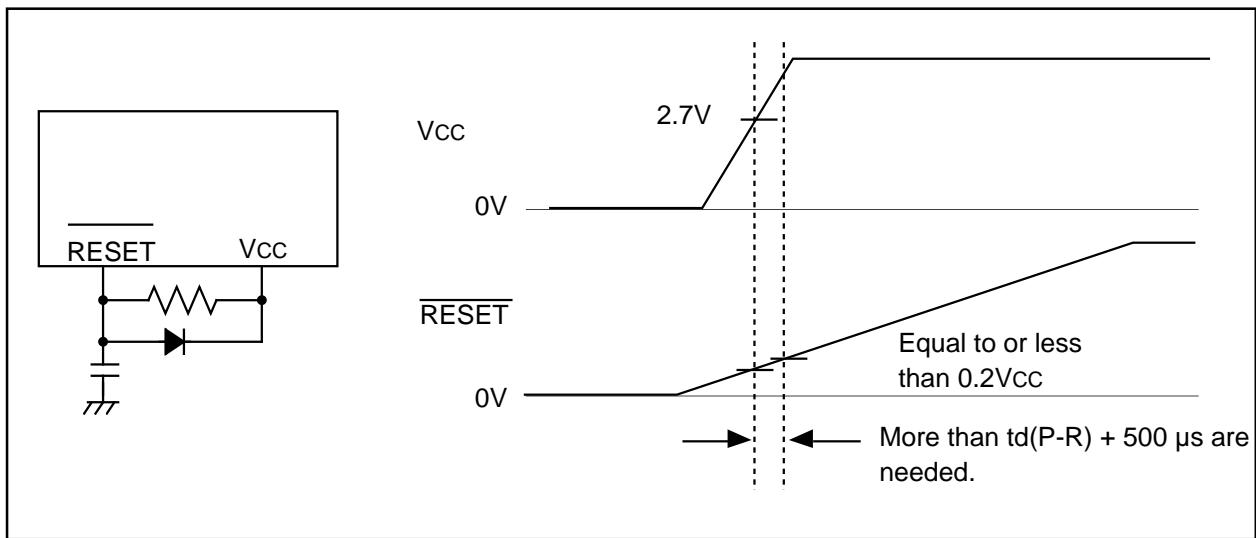 RESET VCC
VCC
2.7V
0V
RESET
0V
Equal to or less
than 0.2VCC
More than td(P-R) + 500 µs are
needed.